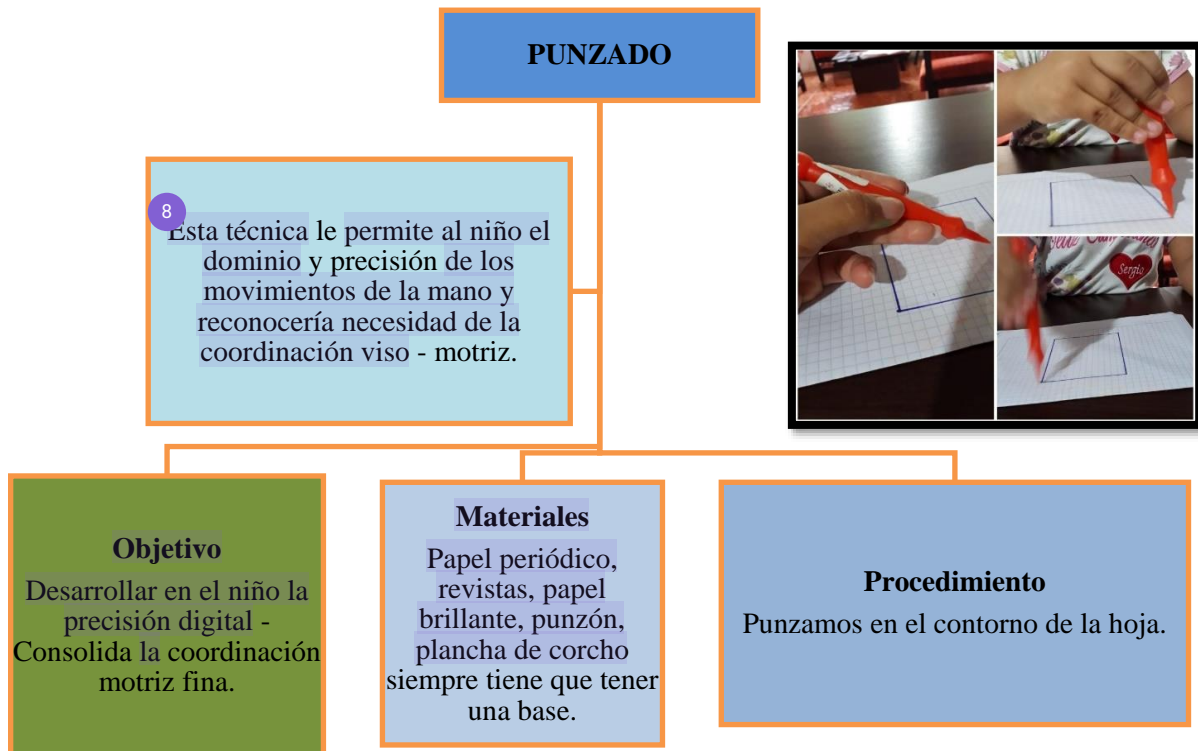 PUNZADO
8
Esta técnica le permite al niño el
dominio y precisión de los
movimientos de la mano y
reconocería necesidad de la
coordinación viso - motriz.
Feliz Cumpleaños
Sergio
Objetivo
Desarrollar en el niño la
precisión digital -
Consolida la coordinación
motriz fina.
Materiales
Papel periódico,
revistas, papel
brillante, punzón,
plancha de corcho
siempre tiene que tener
una base.
Procedimiento
Punzamos en el contorno de la hoja.